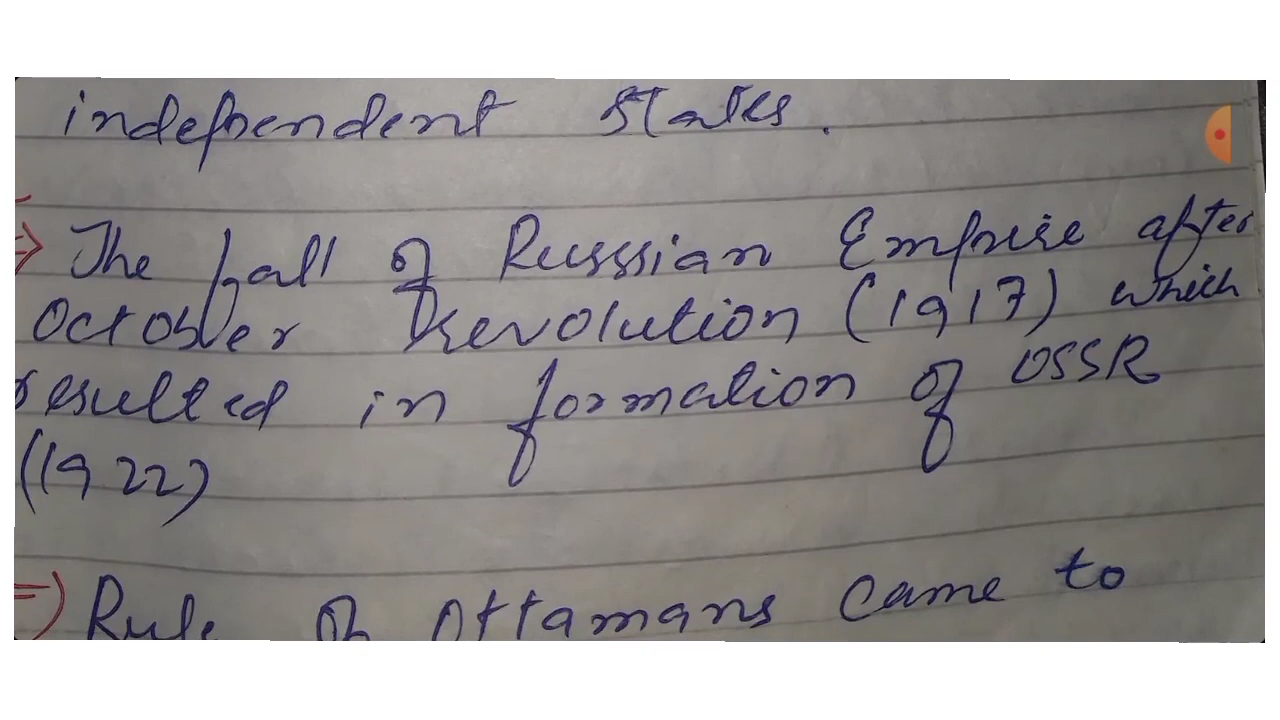 independent states.
⇒ The fall of Russsian Empire after
October Revolution (1917) which
resulted in formation of USSR
(1922)
⇒ Rule of Ottamans came to